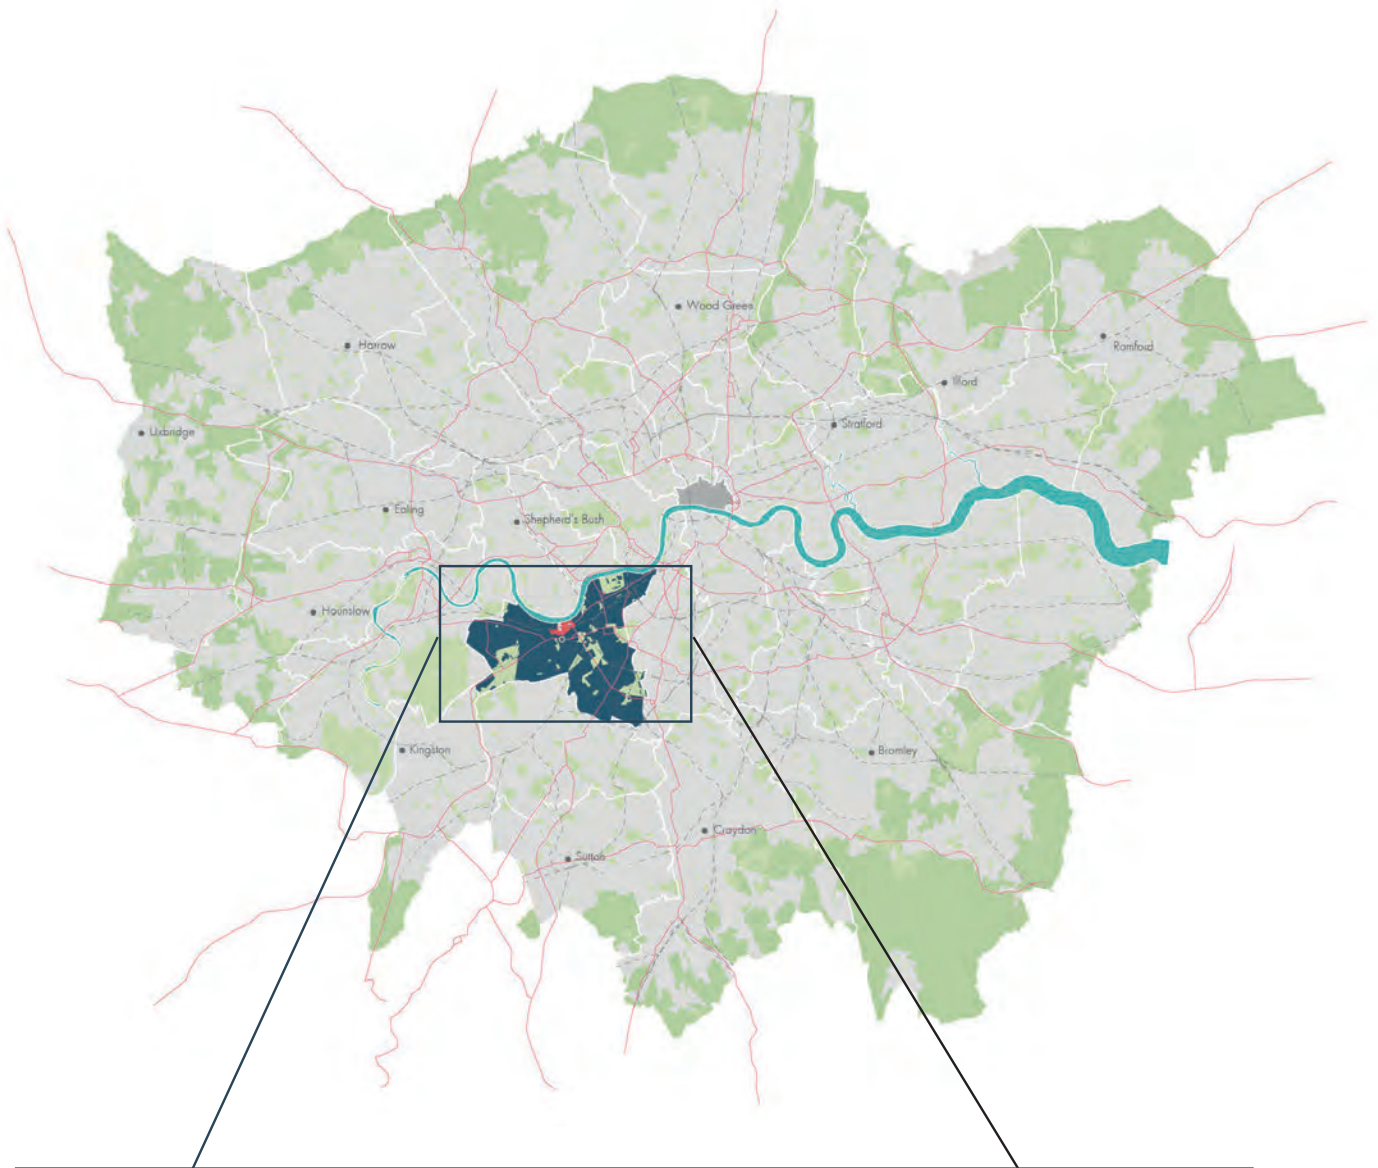 Wood Green
Harrow
Romford
Ilford
Stratford
Uxbridge
Ealing
Shepherd's Bush
Hounslow
Kingston
Bromley
Croydon
Sutton